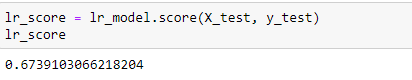 lr_score = lr_model.score(X_test, y_test)
lr_score
0.6739103066218204